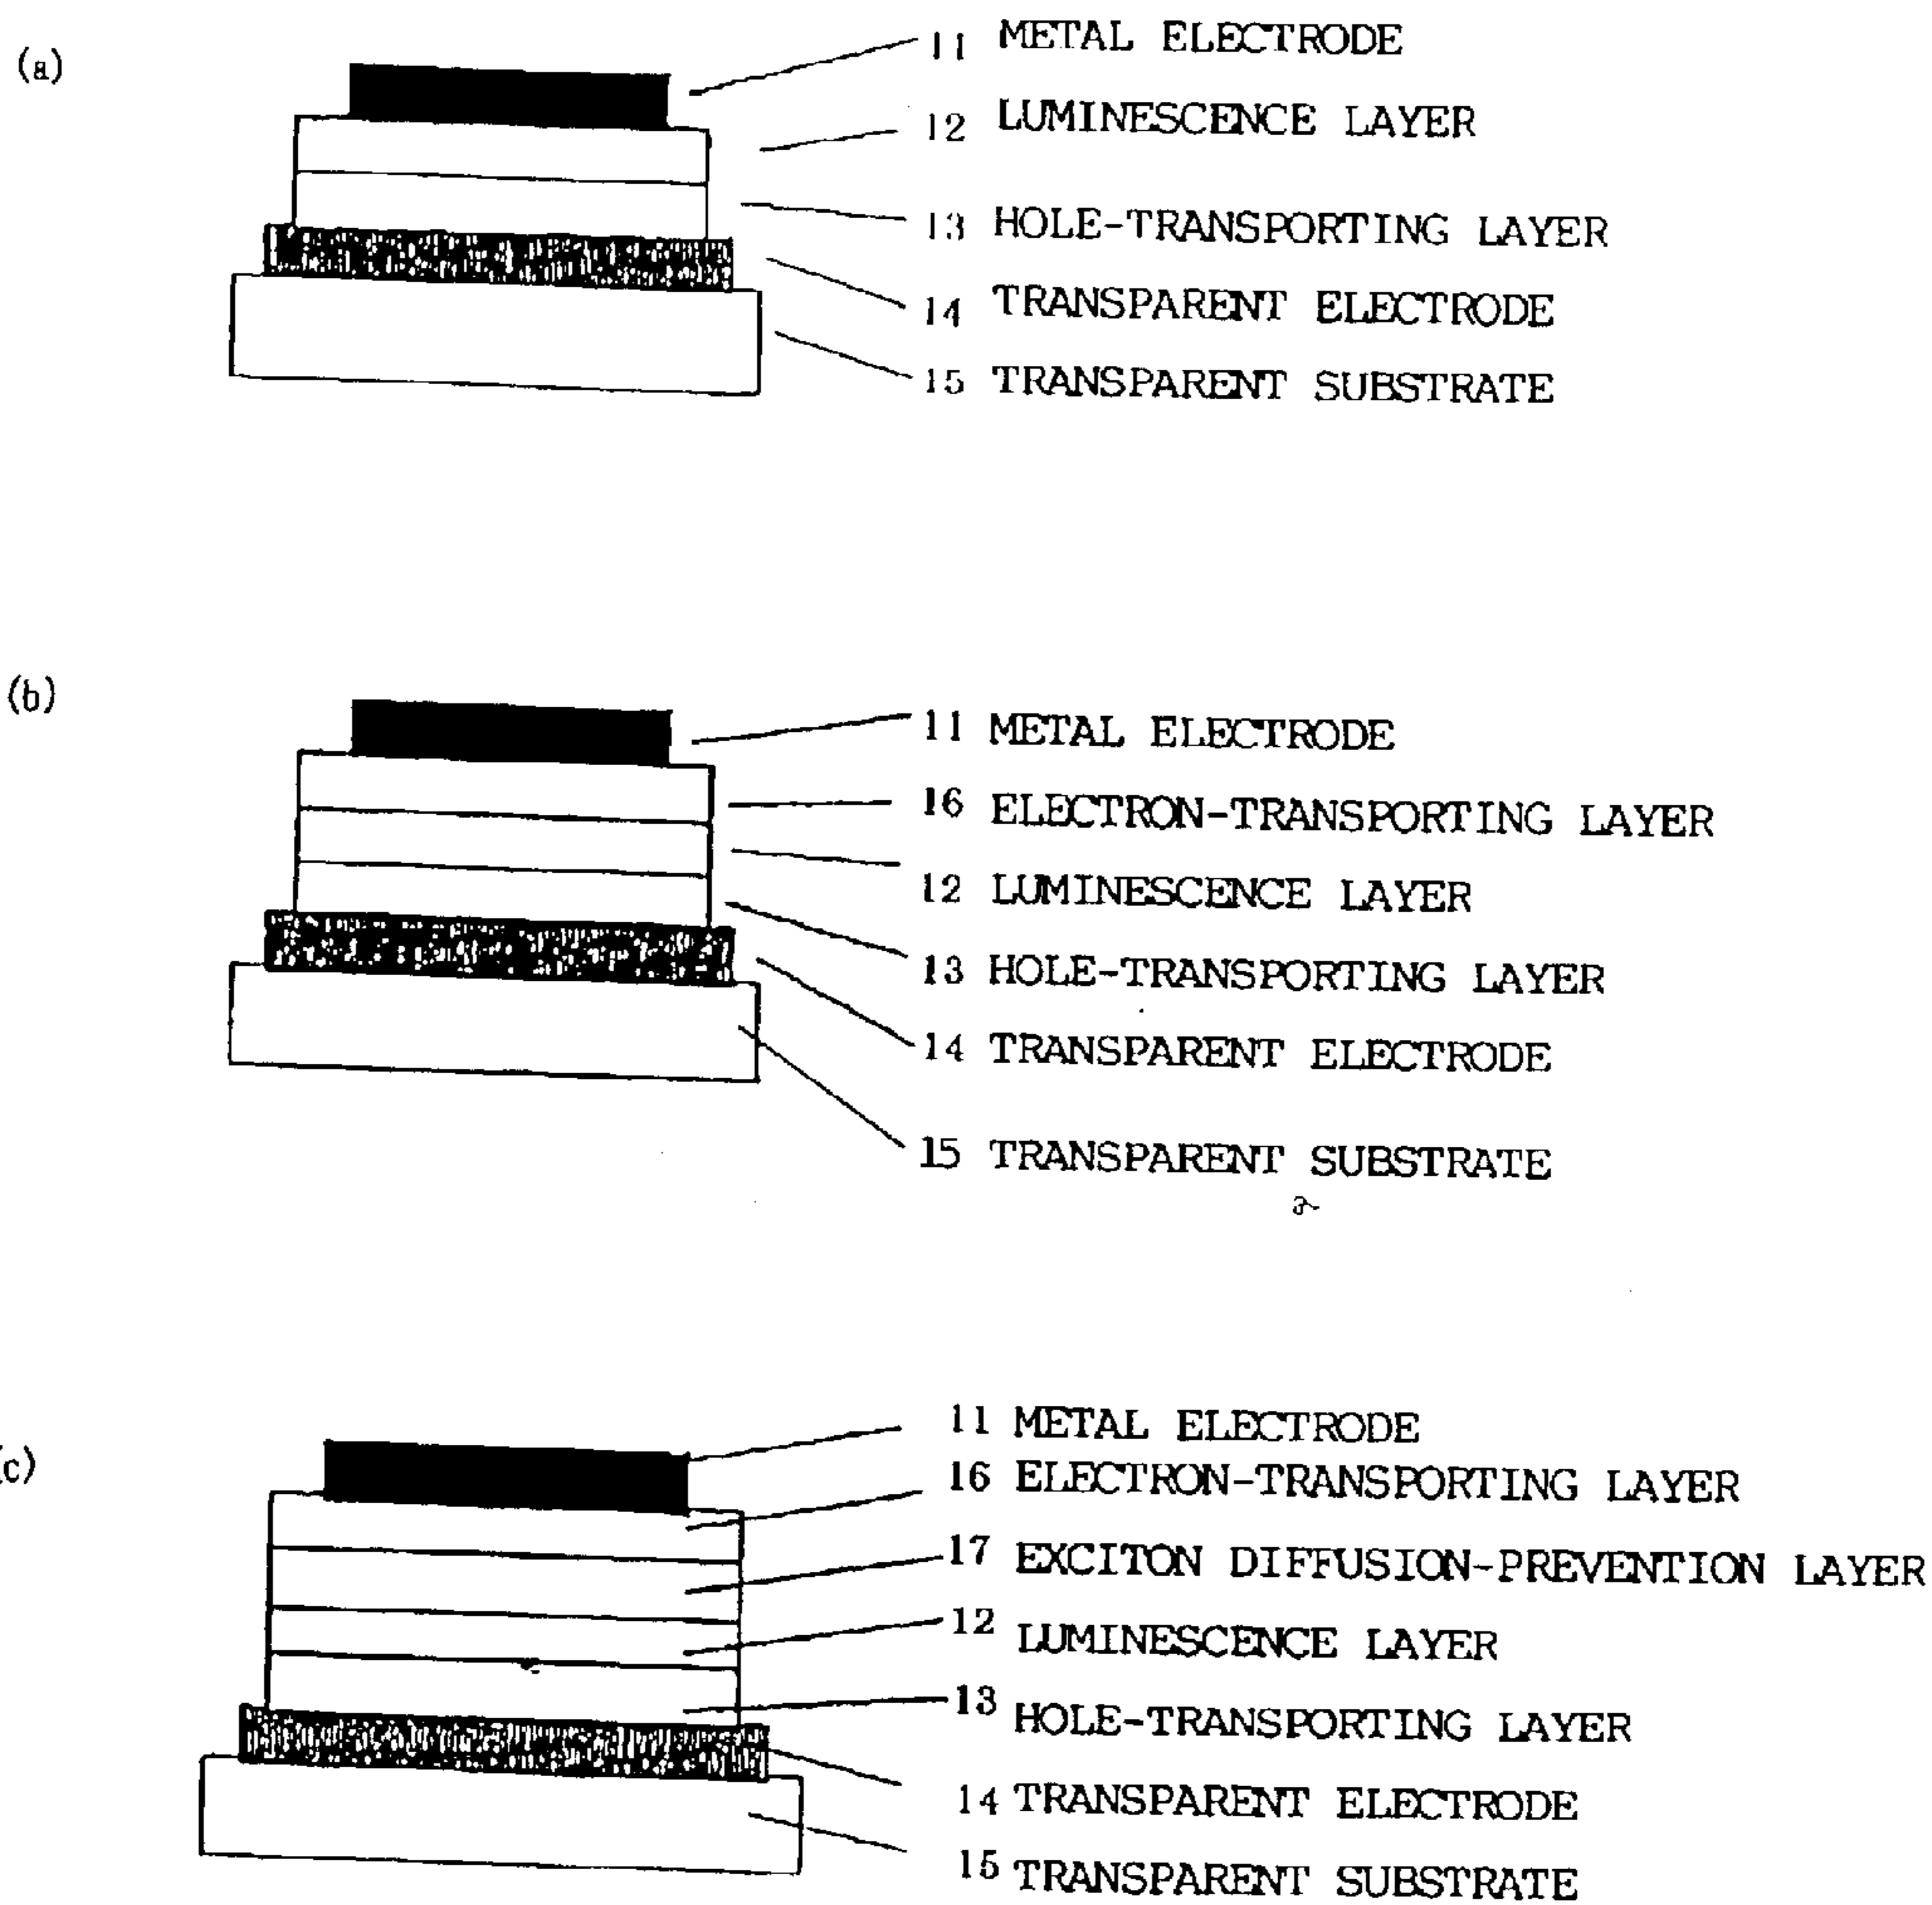 (a)
11 METAL ELECTRODE
12 LUMINESCENCE LAYER
13 HOLE-TRANSPORTING LAYER
14 TRANSPARENT ELECTRODE
15 TRANSPARENT SUBSTRATE
(b)
11 METAL ELECTRODE
16 ELECTRON-TRANSPORTING LAYER
12 LUMINESCENCE LAYER
13 HOLE-TRANSPORTING LAYER
14 TRANSPARENT ELECTRODE
15 TRANSPARENT SUBSTRATE
(c)
11 METAL ELECTRODE
16 ELECTRON-TRANSPORTING LAYER
17 EXCITON DIFFUSION-PREVENTION LAYER
12 LUMINESCENCE LAYER
13 HOLE-TRANSPORTING LAYER
14 TRANSPARENT ELECTRODE
15 TRANSPARENT SUBSTRATE